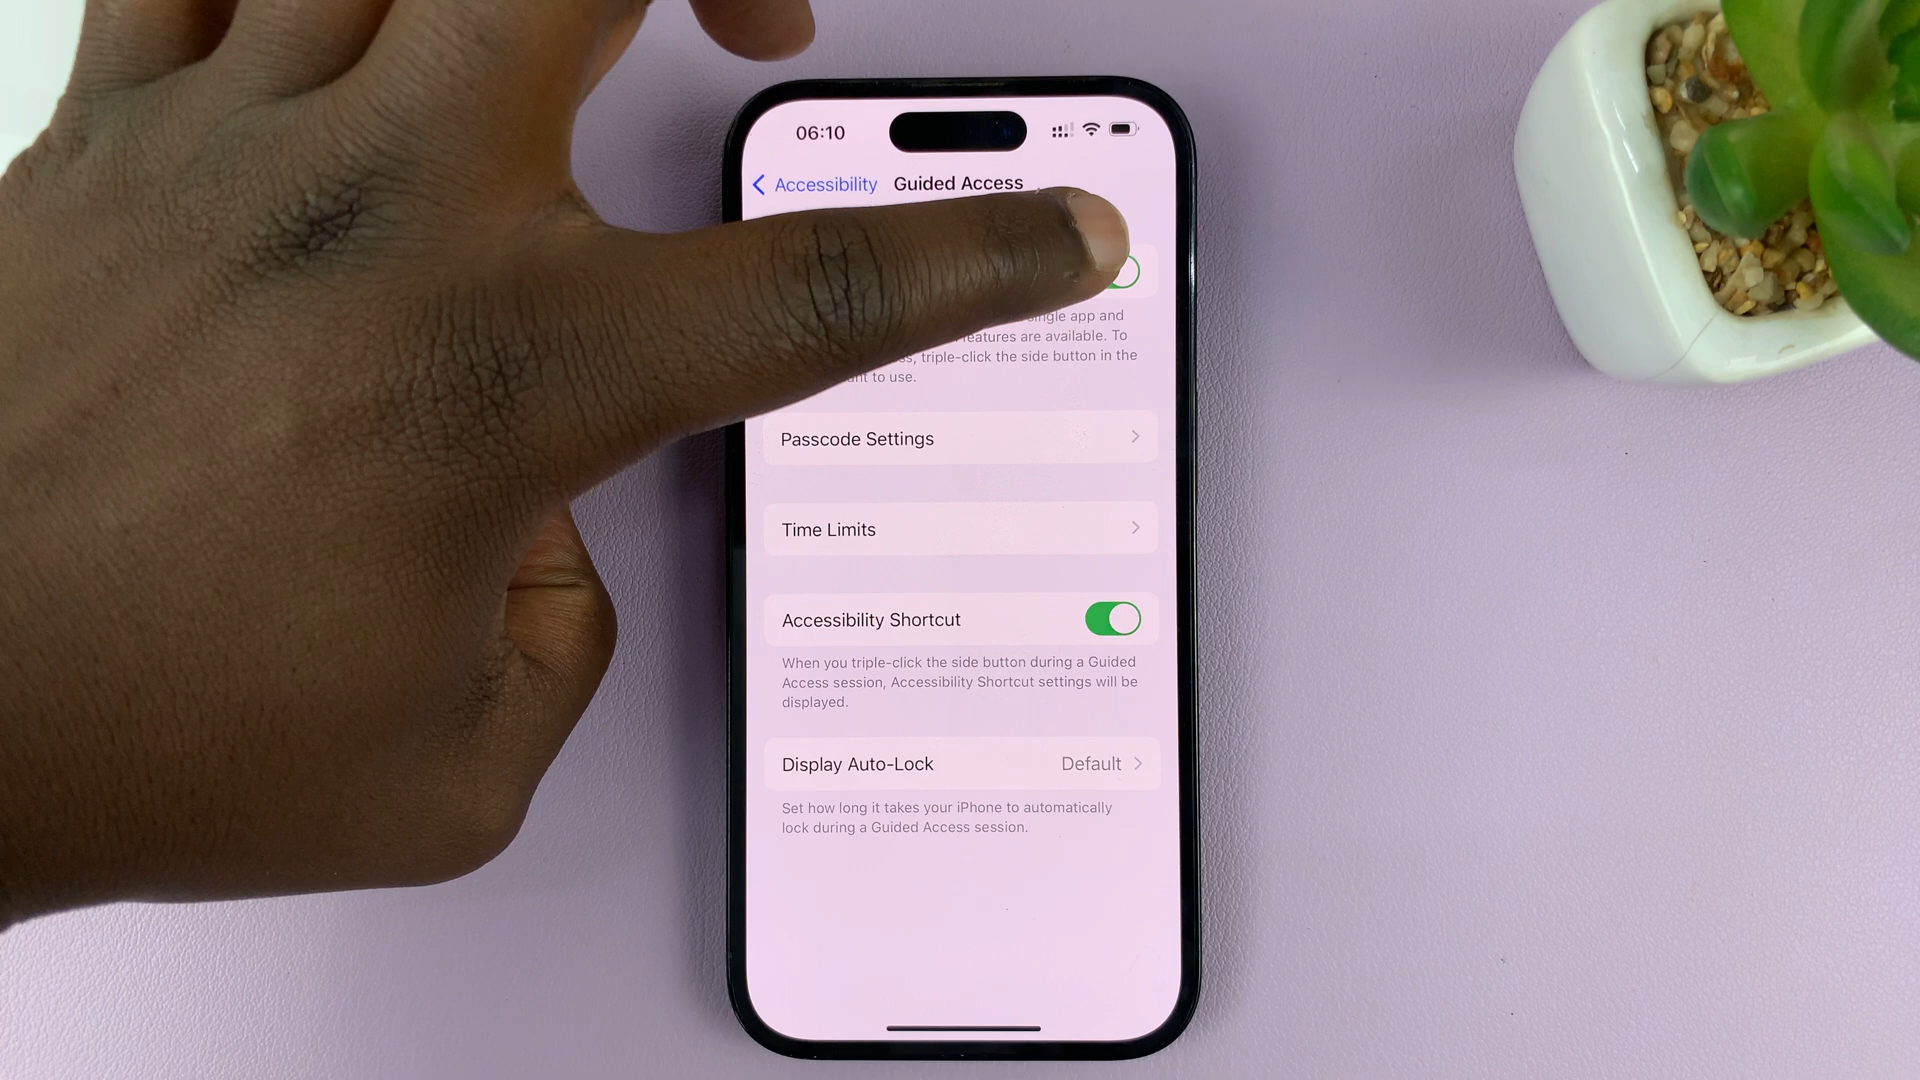 06:10
Accessibility Guided Access
single app and
features are available. To
, triple-click the side button in the
to use.
Passcode Settings
Time Limits
Accessibility Shortcut
When you triple-click the side button during a Guided
Access session, Accessibility Shortcut settings will be
displayed.
Display Auto-Lock Default
Set how long it takes your iPhone to automatically
lock during a Guided Access session.